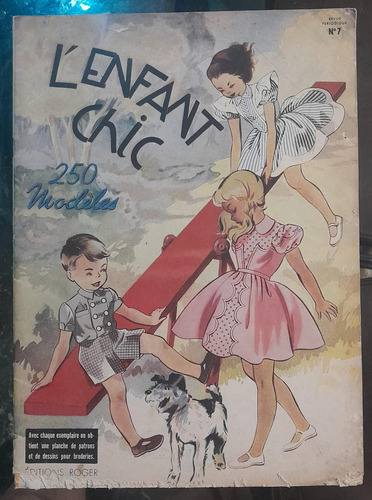 REVUE
PÉRIODIQUE
N°7
L'ENFANT
chic
250
Modèles
Avec chaque exemplaire on ob-
tient une planche de patrons
et de dessins pour broderies.
ÉDITIONS ROGER